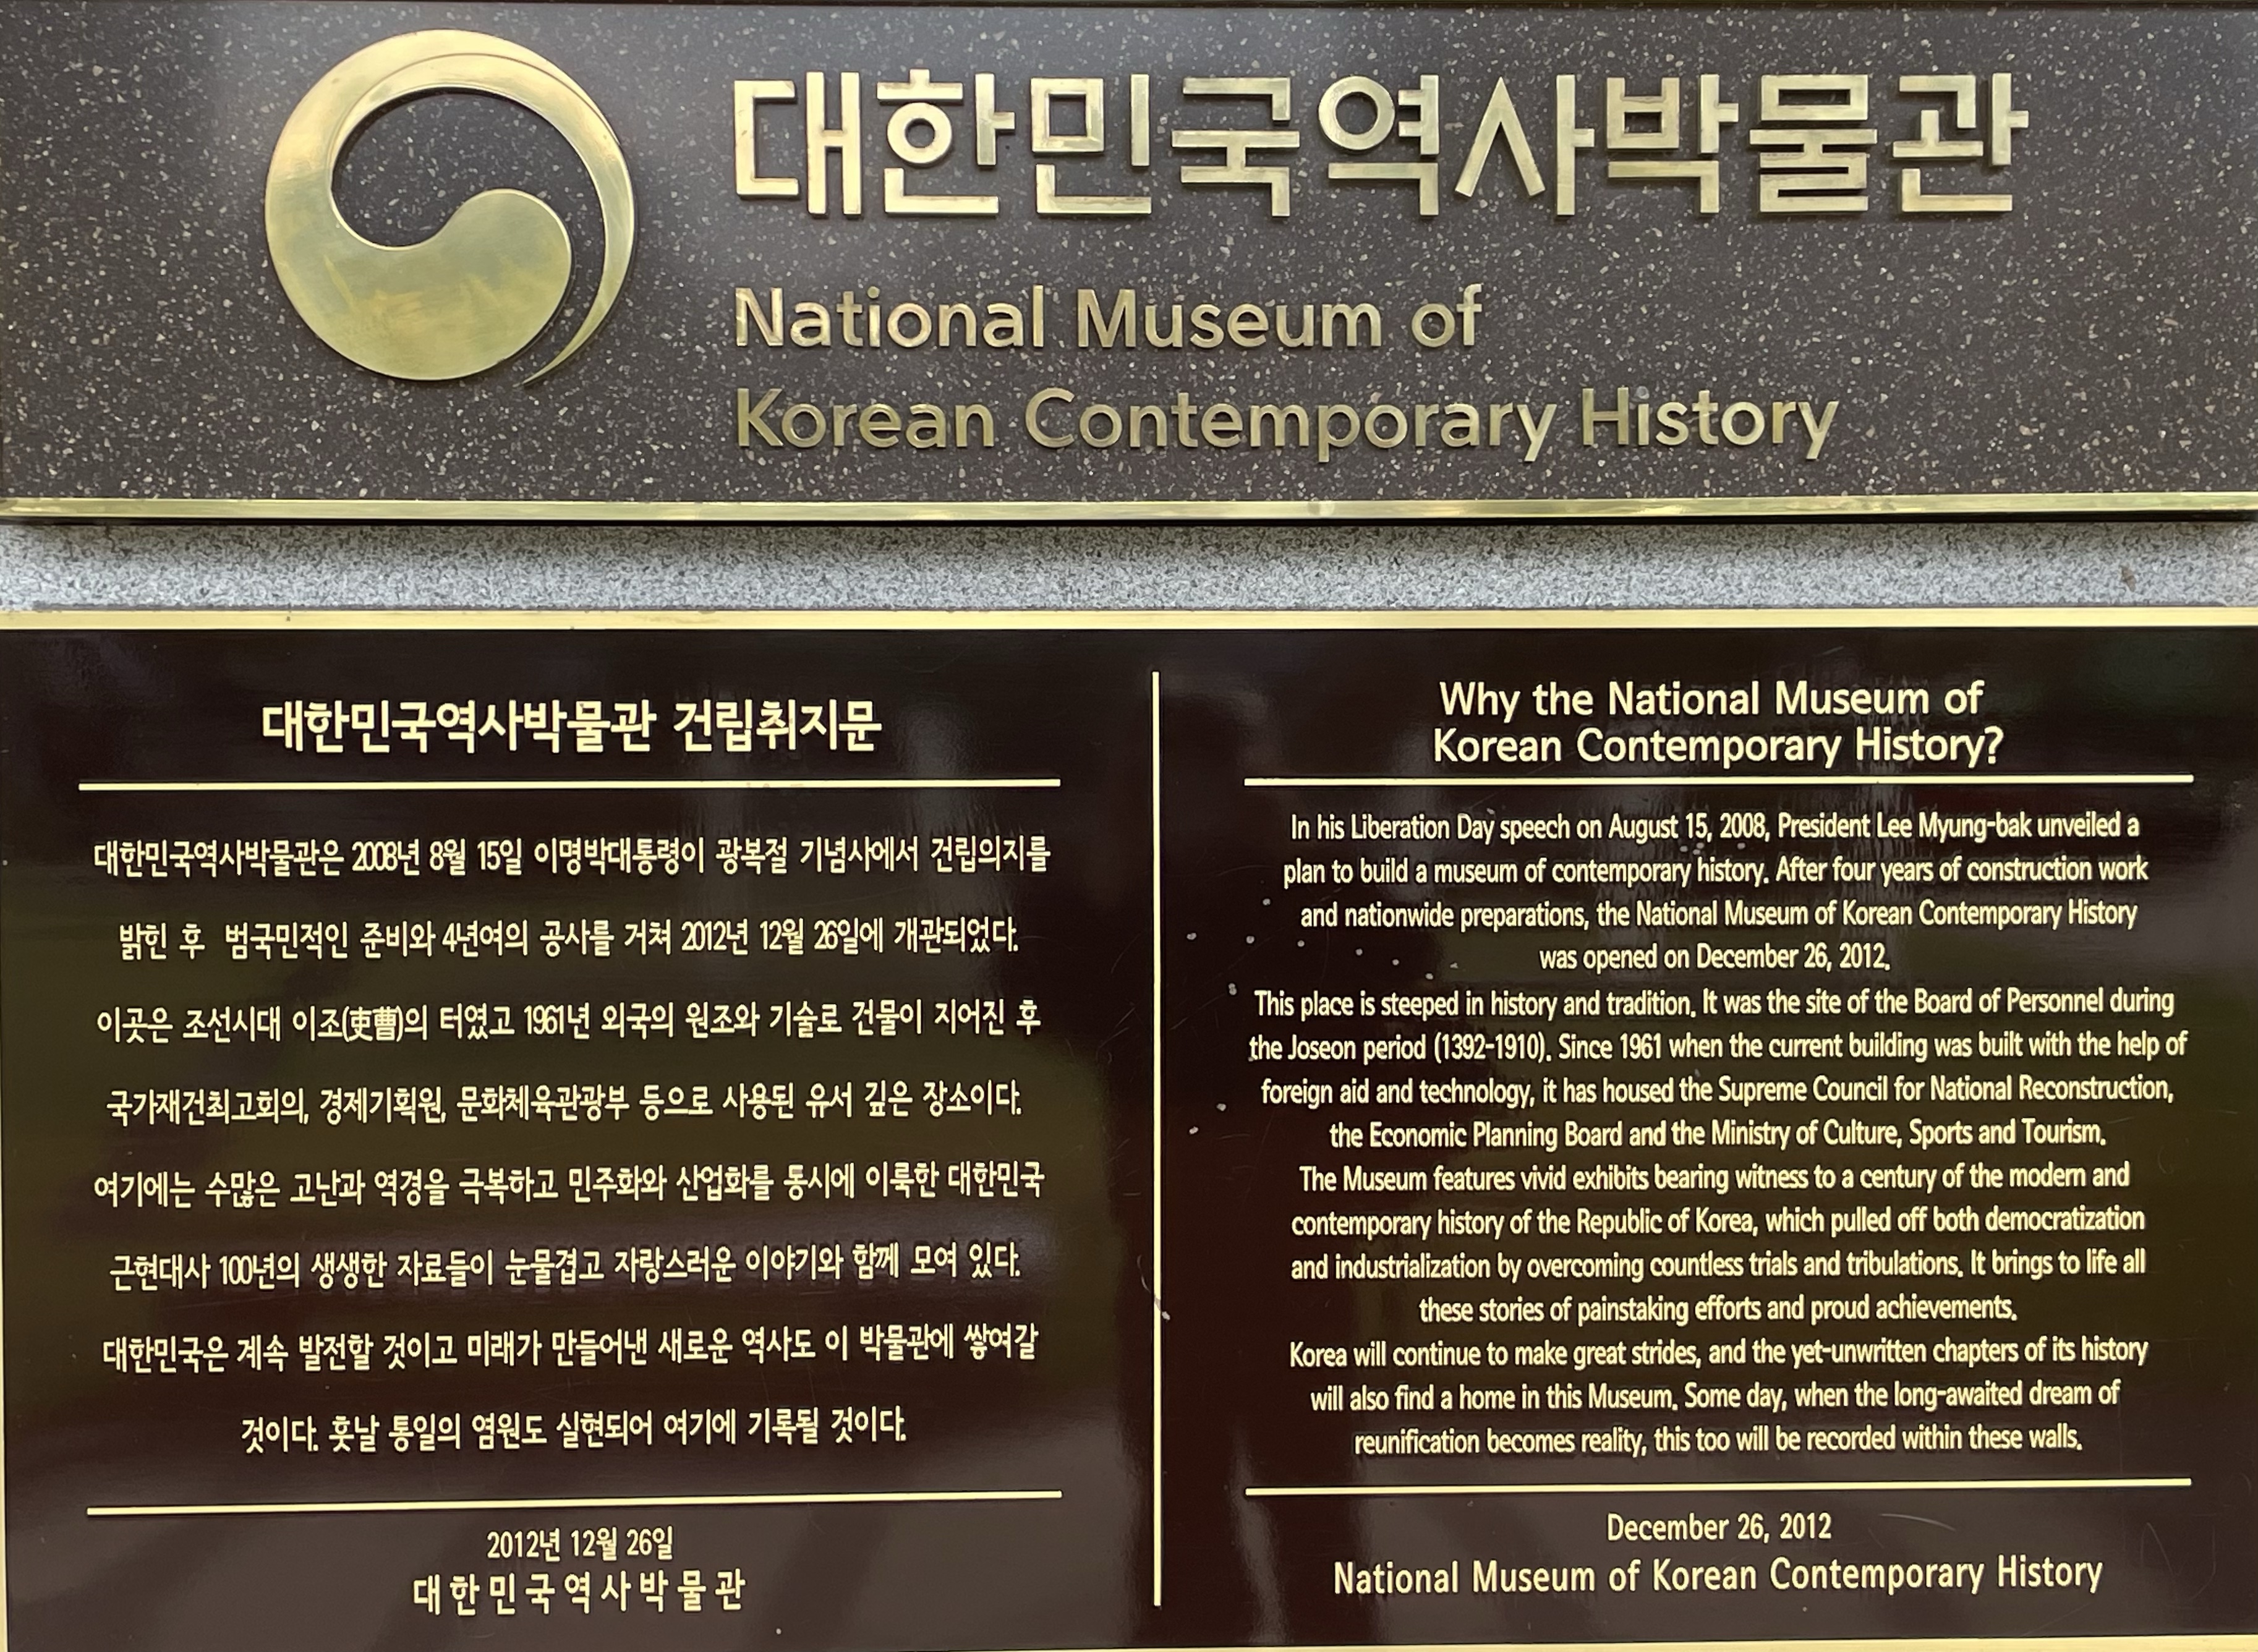 대한민국역사박물관
National Museum of
Korean Contemporary History
대한민국역사박물관 건립취지문
대한민국역사박물관은 2008년 8월 15일 이명박대통령이 광복절 기념사에서 건립의지를
밝힌 후 범국민적인 준비와 4년여의 공사를 거쳐 2012년 12월 26일에 개관되었다.
이곳은 조선시대 이조(吏曹)의 터였고 1961년 외국의 원조와 기술로 건물이 지어진 후
국가재건최고회의, 경제기획원, 문화체육관광부 등으로 사용된 유서 깊은 장소이다.
여기에는 수많은 고난과 역경을 극복하고 민주화와 산업화를 동시에 이룩한 대한민국
근현대사 100년의 생생한 자료들이 눈물겹고 자랑스러운 이야기와 함께 모여 있다.
대한민국은 계속 발전할 것이고 미래가 만들어낸 새로운 역사도 이 박물관에 쌓여갈
것이다. 훗날 통일의 염원도 실현되어 여기에 기록될 것이다.
2012년 12월 26일
대한민국역사박물관
Why the National Museum of
Korean Contemporary History?
In his Liberation Day speech on August 15, 2008, President Lee Myung-bak unveiled a
plan to build a museum of contemporary history. After four years of construction work
and nationwide preparations, the National Museum of Korean Contemporary History
was opened on December 26, 2012.
This place is steeped in history and tradition. It was the site of the Board of Personnel during
the Joseon period (1392-1910). Since 1961 when the current building was built with the help of
foreign aid and technology, it has housed the Supreme Council for National Reconstruction,
the Economic Planning Board and the Ministry of Culture, Sports and Tourism.
The Museum features vivid exhibits bearing witness to a century of the modern and
contemporary history of the Republic of Korea, which pulled off both democratization
and industrialization by overcoming countless trials and tribulations. It brings to life all
these stories of painstaking efforts and proud achievements.
Korea will continue to make great strides, and the yet-unwritten chapters of its history
will also find a home in this Museum. Some day, when the long-awaited dream of
reunification becomes reality, this too will be recorded within these walls.
December 26, 2012
National Museum of Korean Contemporary History